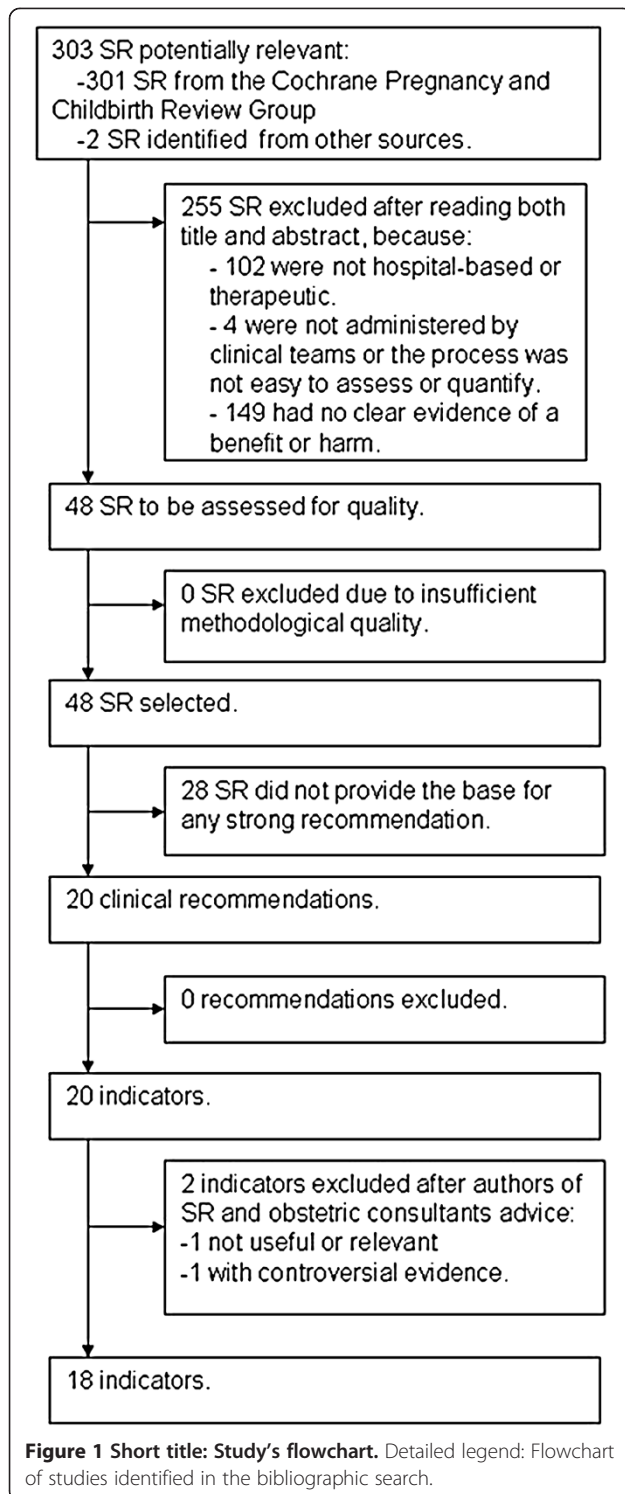 303 SR potentially relevant:
-301 SR from the Cochrane Pregnancy and
Childbirth Review Group
-2 SR identified from other sources.
255 SR excluded after reading both
title and abstract, because:
- 102 were not hospital-based or
therapeutic.
- 4 were not administered by
clinical teams or the process was
not easy to assess or quantify.
- 149 had no clear evidence of a
benefit or harm.
48 SR to be assessed for quality.
0 SR excluded due to insufficient
methodological quality.
48 SR selected.
28 SR did not provide the base for
any strong recommendation.
20 clinical recommendations.
0 recommendations excluded.
20 indicators.
2 indicators excluded after authors of
SR and obstetric consultants advice:
-1 not useful or relevant
-1 with controversial evidence.
18 indicators.
Figure 1 Short title: Study's flowchart. Detailed legend: Flowchart
of studies identified in the bibliographic search.